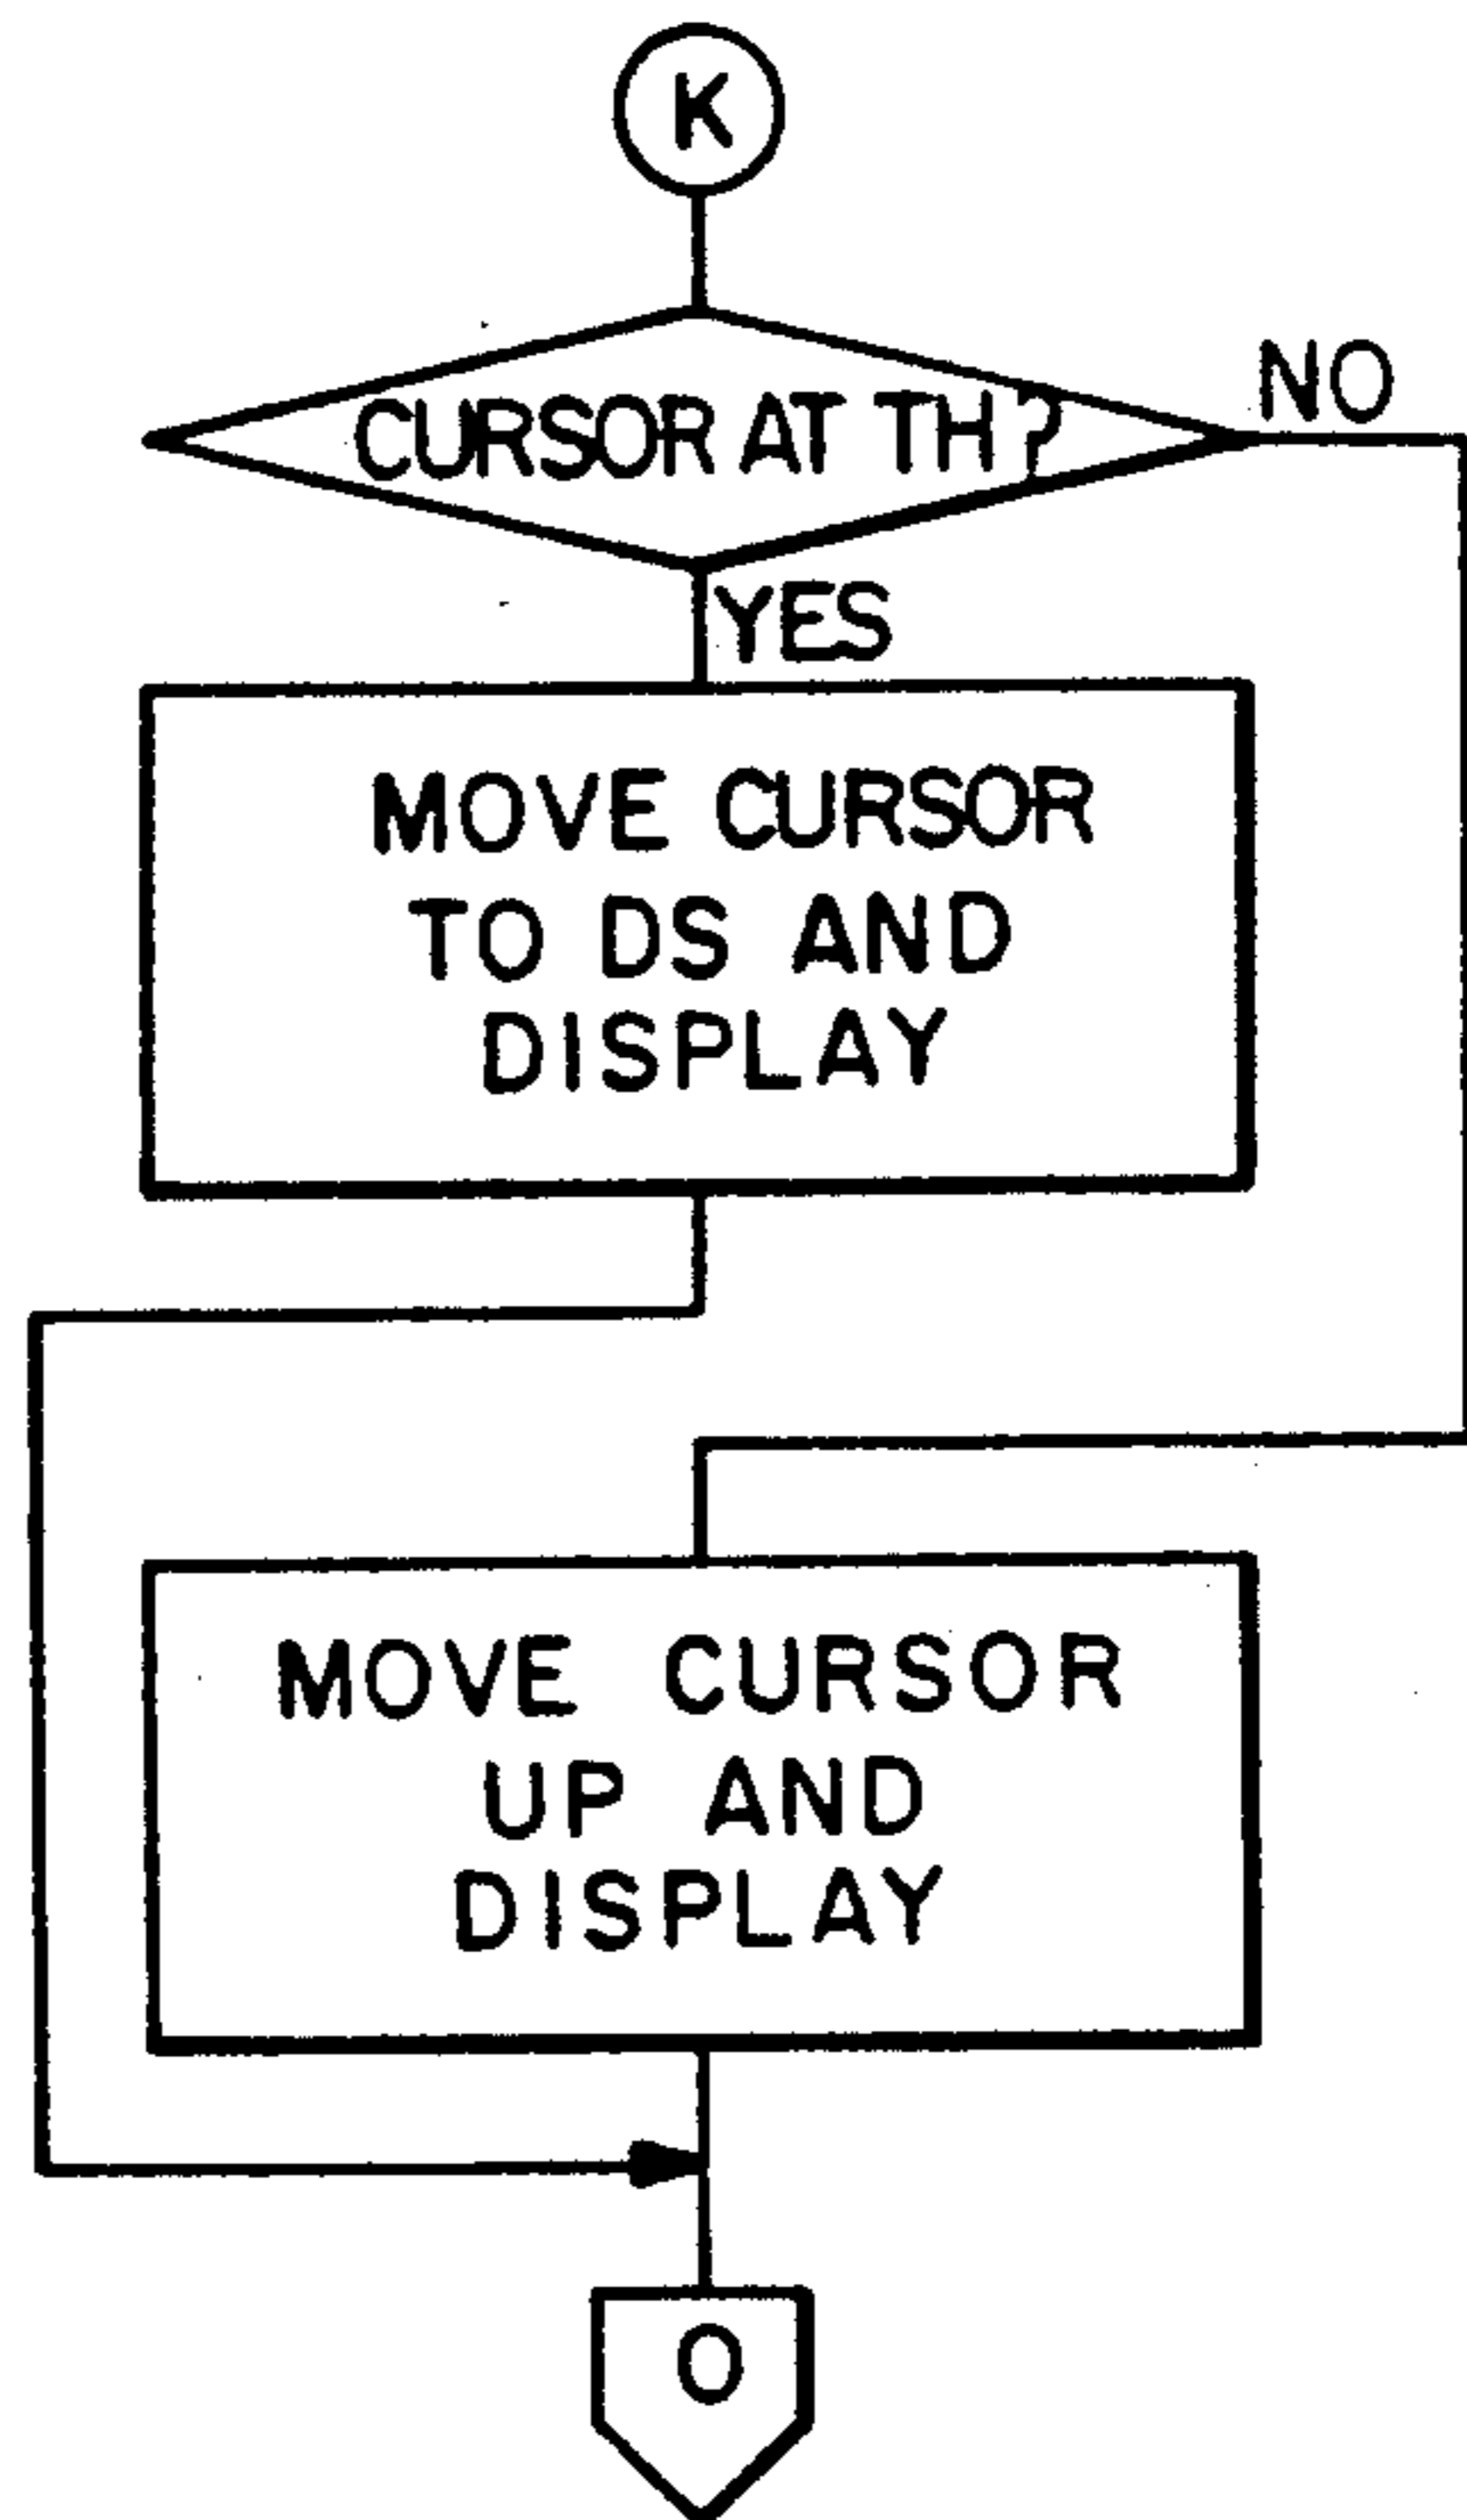 K
CURSOR AT TH?
NO
YES
MOVE CURSOR
TO DS AND
DISPLAY
MOVE CURSOR
UP AND
DISPLAY
O